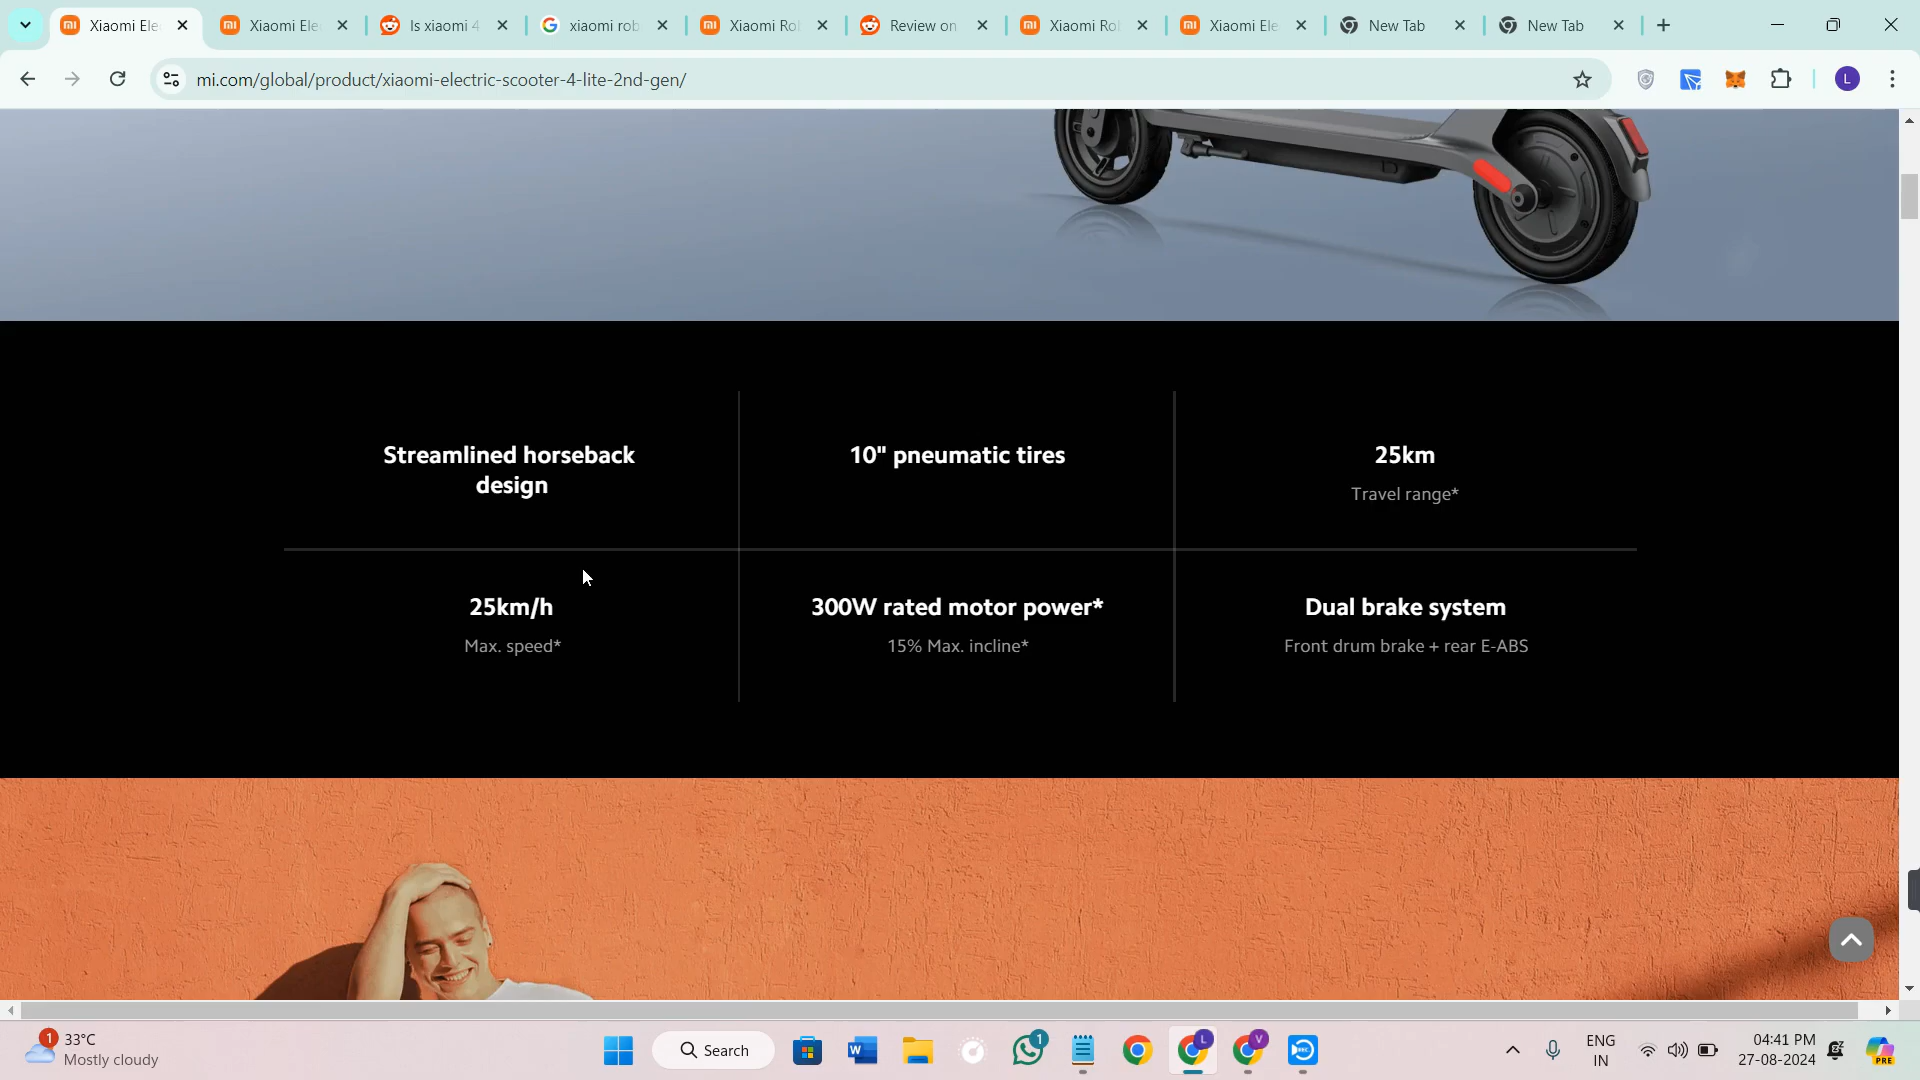 Xiaomi Ele
Xiaomi Ele
Is xiaomi 4
xiaomi rob
Xiaomi Ro
Review on
Xiaomi Ro
Xiaomi Ele
New Tab
New Tab
mi.com/global/product/xiaomi-electric-scooter-4-lite-2nd-gen/
L
Streamlined horseback
design
10" pneumatic tires
25km
Travel range*
25km/h
Max. speed*
300W rated motor power*
15% Max. incline*
Dual brake system
Front drum brake + rear E-ABS
1
33°C
Mostly cloudy
Search
1
L
V
ENG
IN
04:41 PM
27-08-2024
PRE